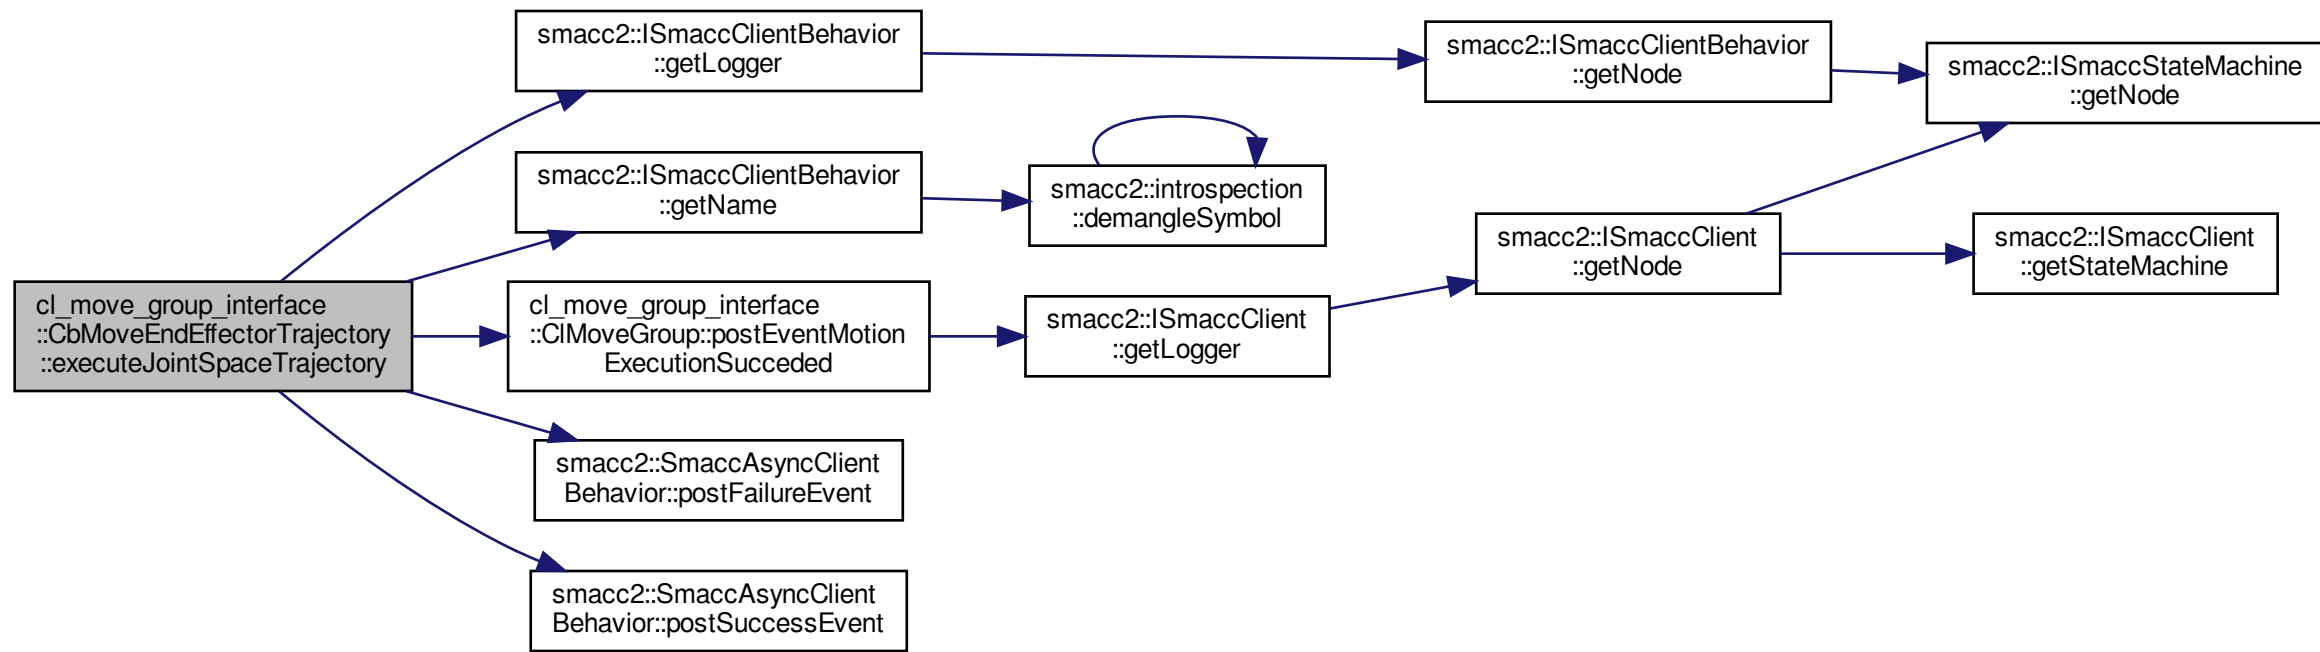 smacc2::ISmaccClientBehavior
::getLogger
smacc2::ISmaccClientBehavior
::getNode
smacc2::ISmaccStateMachine
::getNode
smacc2::ISmaccClientBehavior
::getName
smacc2::introspection
::demangleSymbol
smacc2::ISmaccClient
::getNode
smacc2::ISmaccClient
::getStateMachine
cl_move_group_interface
::CbMoveEndEffectorTrajectory
::executeJointSpaceTrajectory
cl_move_group_interface
::ClMoveGroup::postEventMotion
ExecutionSucceded
smacc2::ISmaccClient
::getLogger
smacc2::SmaccAsyncClient
Behavior::postFailureEvent
smacc2::SmaccAsyncClient
Behavior::postSuccessEvent